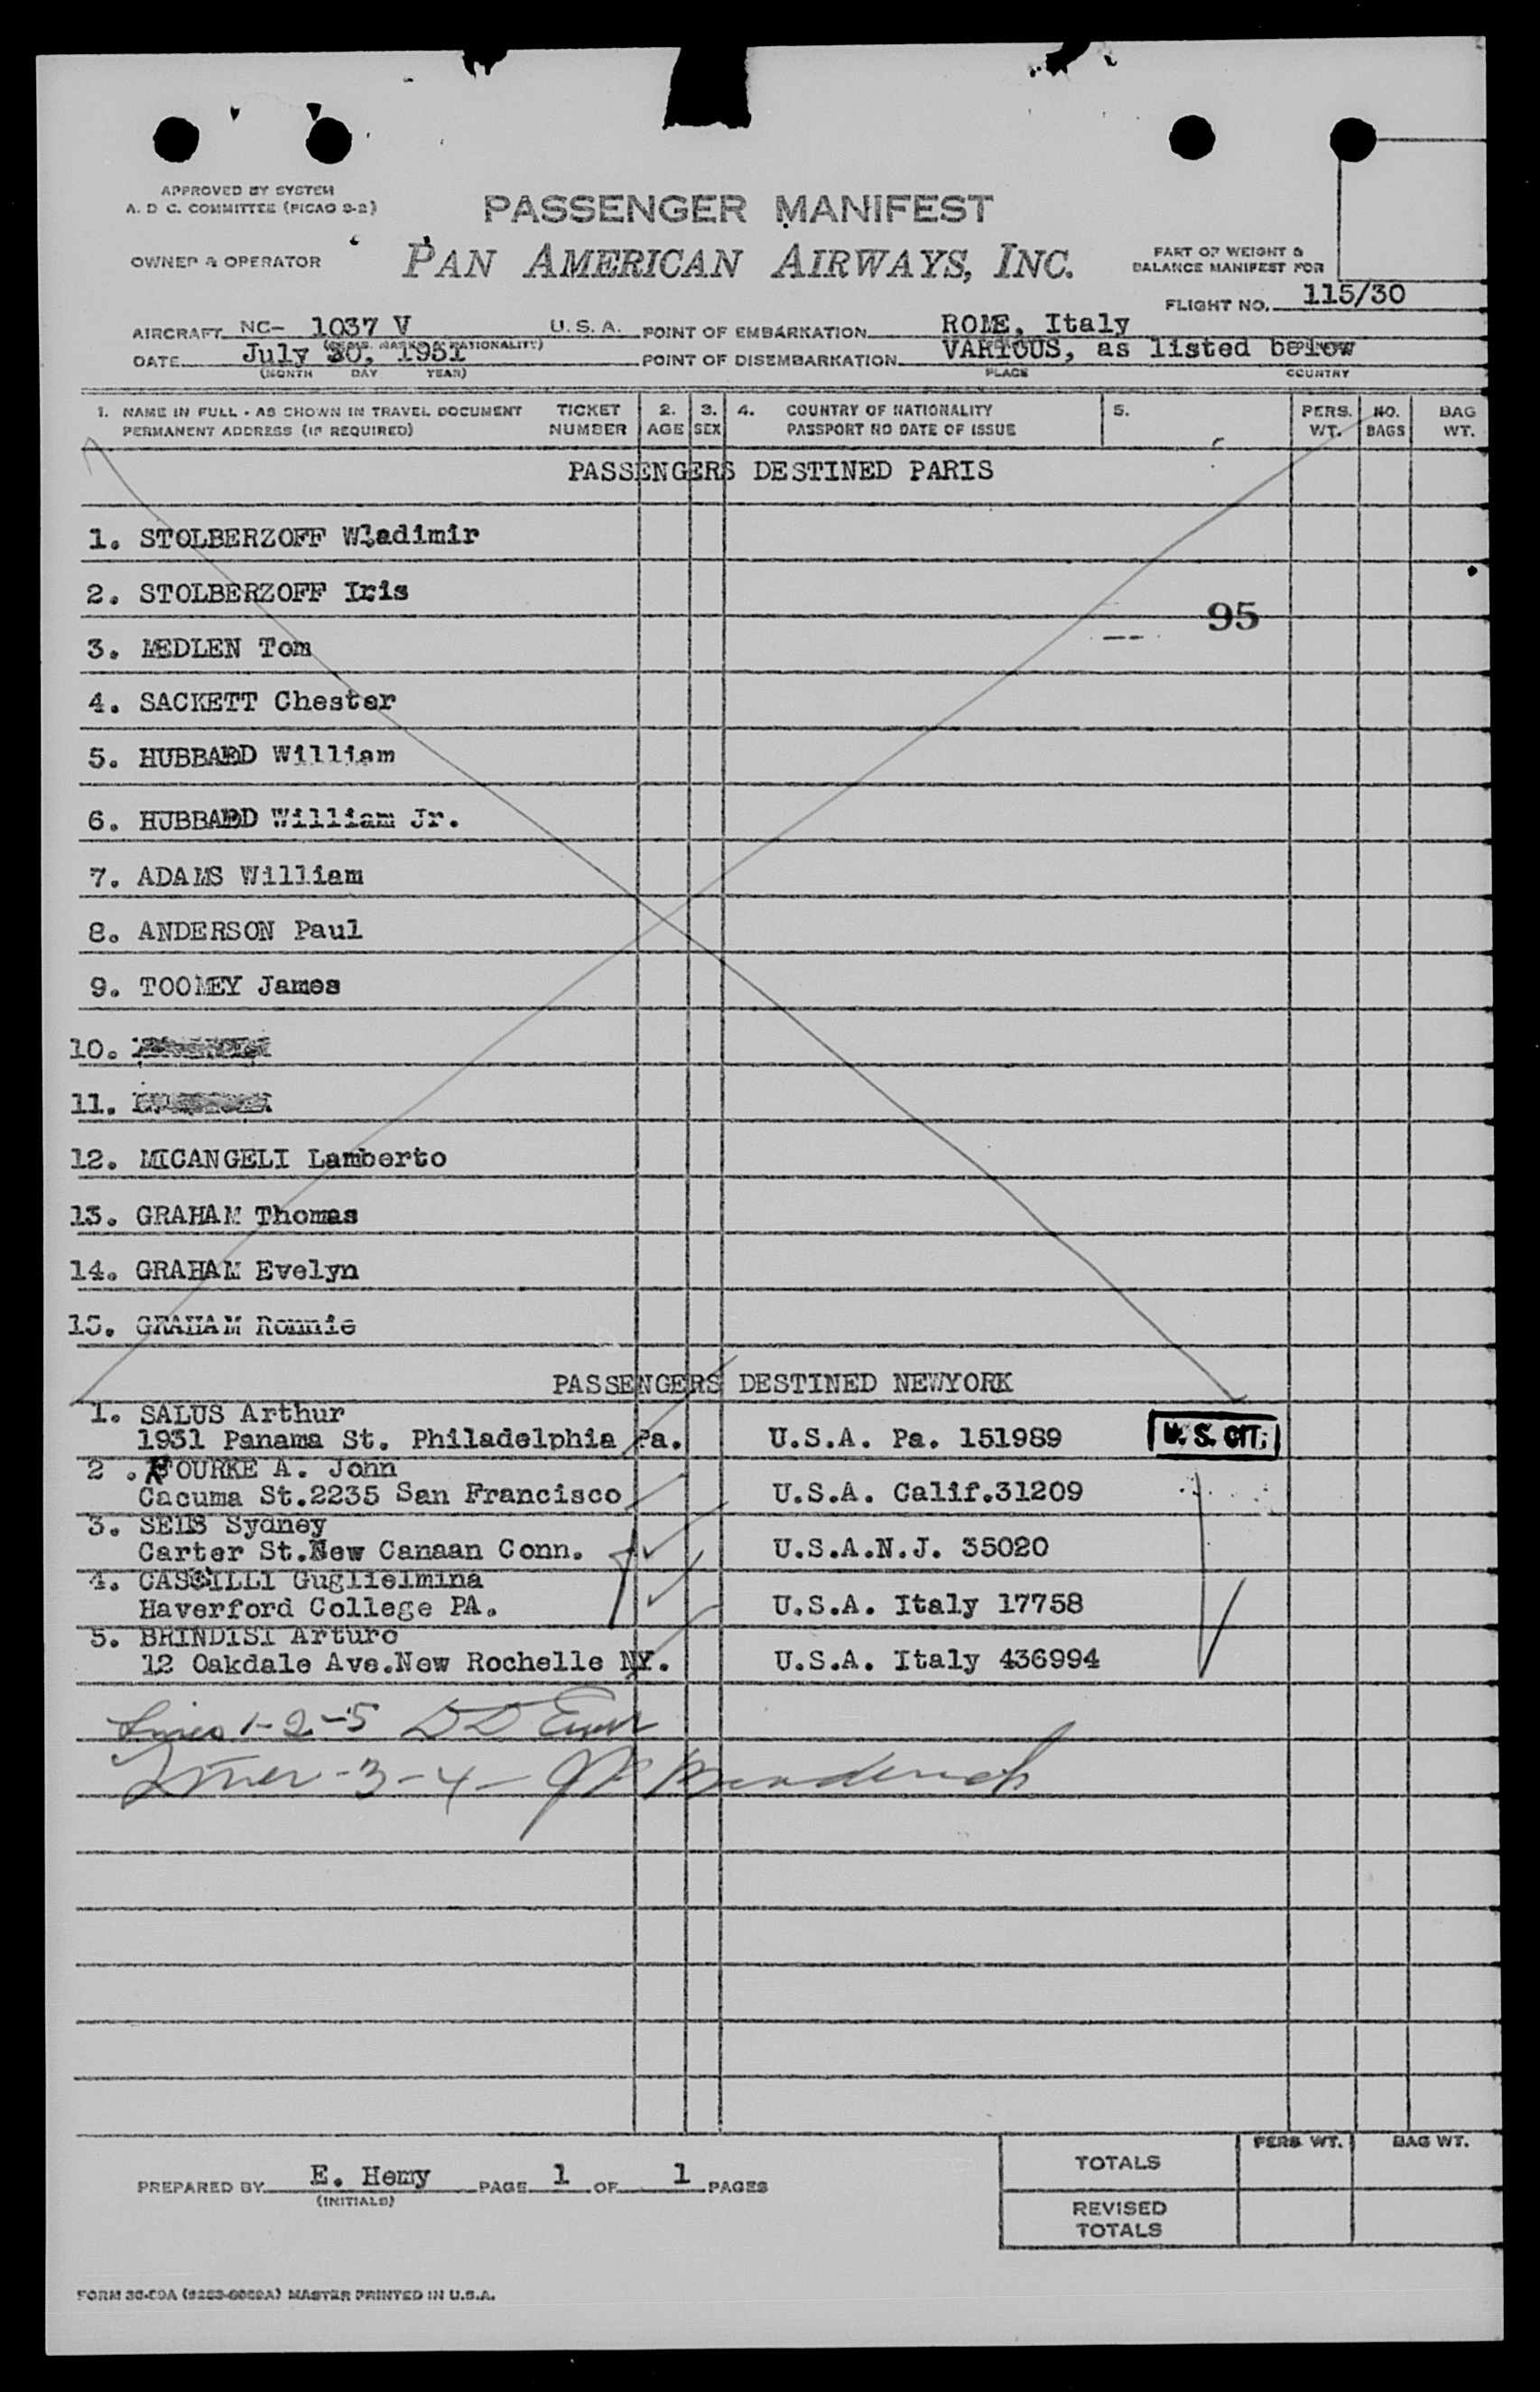 APPROVED BY SYSTEM
A. D C. COMMITTEE (PICAO S-2)
PASSENGER MANIFEST
OWNER & OPERATOR
PAN AMERICAN AIRWAYS, INC.
PART OF WEIGHT &
BALANCE MANIFEST FOR
FLIGHT NO. 115/30
AIRCRAFT NC- 1037 V U. S. A. POINT OF EMBARKATION ROME, Italy
DATE July 30, 1951 POINT OF DISEMBARKATION VARIOUS, as listed below
(MONTH DAY YEAR) PLACE COUNTRY
1. NAME IN FULL - AS SHOWN IN TRAVEL DOCUMENT TICKET 2. 3. 4. COUNTRY OF NATIONALITY 5. PERS. NO. BAG
PERMANENT ADDRESS (IF REQUIRED) NUMBER AGE SEX PASSPORT NO DATE OF ISSUE WT. BAGS WT.
PASSENGERS DESTINED PARIS
1. STOLBERZOFF Wladimir
2. STOLBERZOFF Iris
95
3. MEDLEN Tom
4. SACKETT Chester
5. HUBBARD William
6. HUBBARD William Jr.
7. ADAMS William
8. ANDERSON Paul
9. TOOMEY James
10.
11.
12. MICANGELI Lamberto
13. GRAHAM Thomas
14. GRAHAM Evelyn
15. GRAHAM Ronnie
PASSENGERS DESTINED NEWYORK
1. SALUS Arthur
1931 Panama St. Philadelphia Pa. U.S.A. Pa. 151989 U. S. CIT.
2 . ROURKE A. John
Cacuma St.2235 San Francisco U.S.A. Calif.31209
3. Sydney
Carter St.New Canaan Conn. U.S.A.N.J. 35020
4. CASSILLI Guglielmina
Haverford College PA. U.S.A. Italy 17758
5. BRINDISI Arturo
12 Oakdale Ave.New Rochelle NY. U.S.A. Italy 436994
Lines 1-2-5 DD
Lines -3-4-
PREPARED BY E. Hemy PAGE 1 OF 1 PAGES
(INITIALS)
TOTALS PERS WT. BAG WT.
REVISED
TOTALS
MASTER PRINTED IN U.S.A.